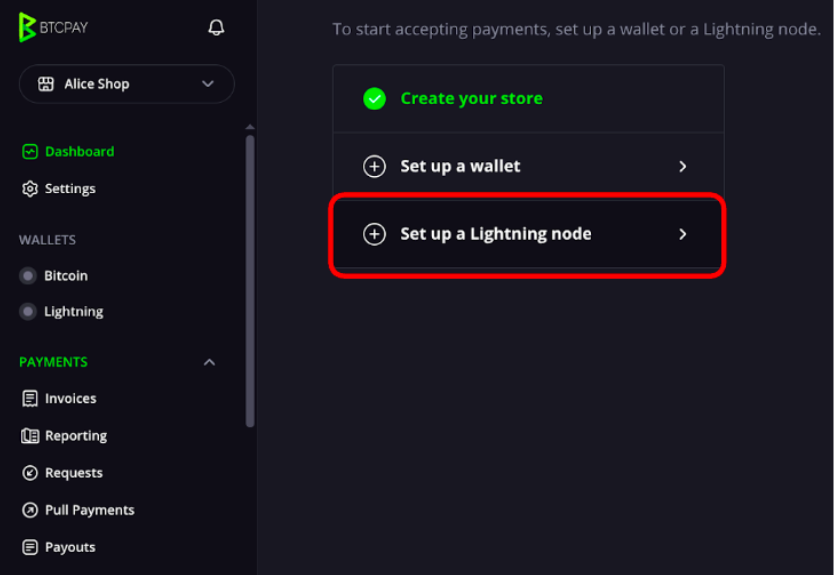 BTCPAY
Alice Shop
Dashboard
Settings
WALLETS
Bitcoin
Lightning
PAYMENTS
Invoices
Reporting
Requests
Pull Payments
Payouts
To start accepting payments, set up a wallet or a Lightning node.
Create your store
Set up a wallet
Set up a Lightning node